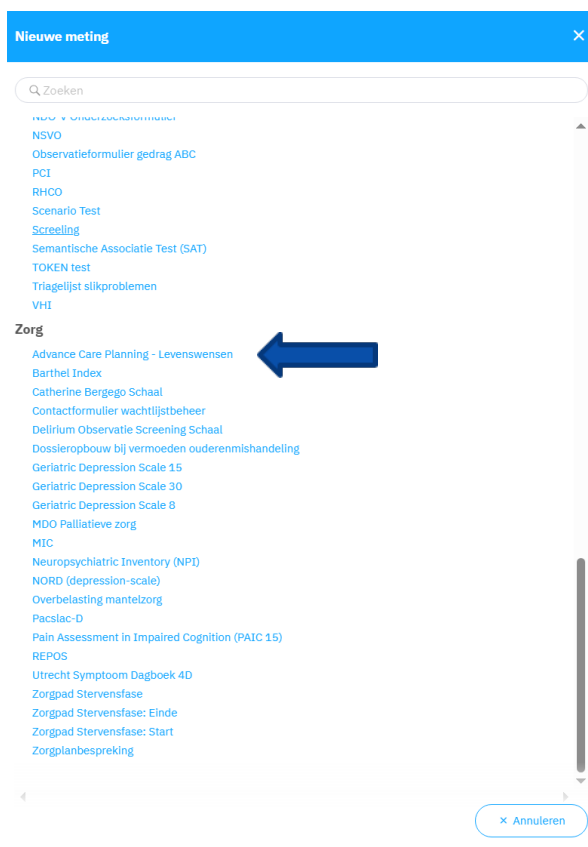 Nieuwe meting
Zoeken
NSVO
Observatieformulier gedrag ABC
PCI
RHCO
Scenario Test
Screeling
Semantische Associatie Test (SAT)
TOKEN test
Triagelijst slikproblemen
VHI
Zorg
Advance Care Planning - Levenswensen
Barthel Index
Catherine Bergego Schaal
Contactformulier wachtlijstbeheer
Delirium Observatie Screening Schaal
Dossieropbouw bij vermoeden ouderenmishandeling
Geriatric Depression Scale 15
Geriatric Depression Scale 30
Geriatric Depression Scale 8
MDO Palliatieve zorg
MIC
Neuropsychiatric Inventory (NPI)
NORD (depression-scale)
Overbelasting mantelzorg
Pacslac-D
Pain Assessment in Impaired Cognition (PAIC 15)
REPOS
Utrecht Symptoom Dagboek 4D
Zorgpad Stervensfase
Zorgpad Stervensfase: Einde
Zorgpad Stervensfase: Start
Zorgplanbespreking
× Annuleren